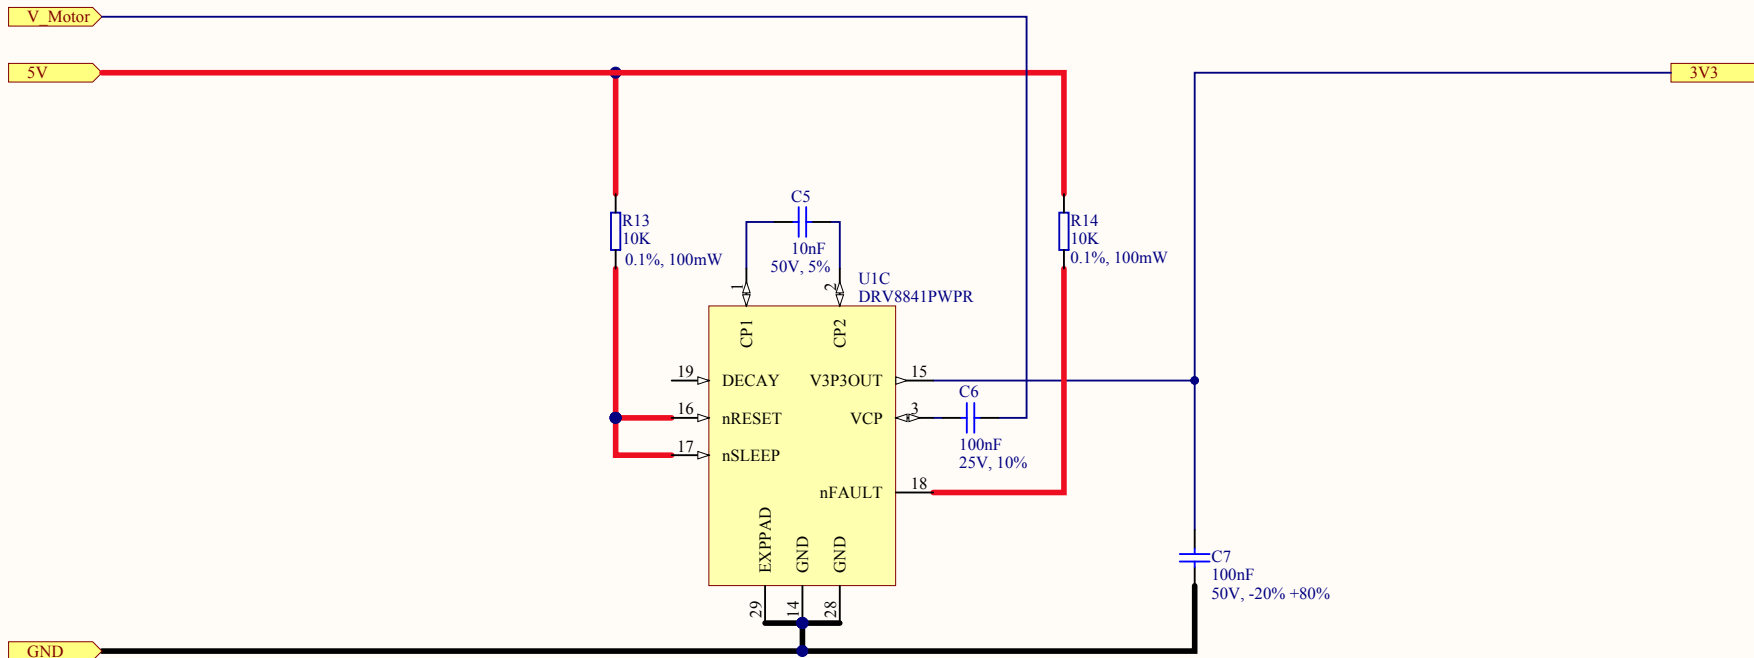 V_Motor
5V
3V3
C5
10nF
50V, 5%
R13
10K
0.1%, 100mW
R14
10K
0.1%, 100mW
U1C
DRV8841PWPR
1
2
CP1
CP2
19
DECAY
V3P3OUT
15
16
nRESET
VCP
3
C6
100nF
25V, 10%
17
nSLEEP
nFAULT
18
EXPPAD
GND
GND
29
14
28
C7
100nF
50V, -20% +80%
GND